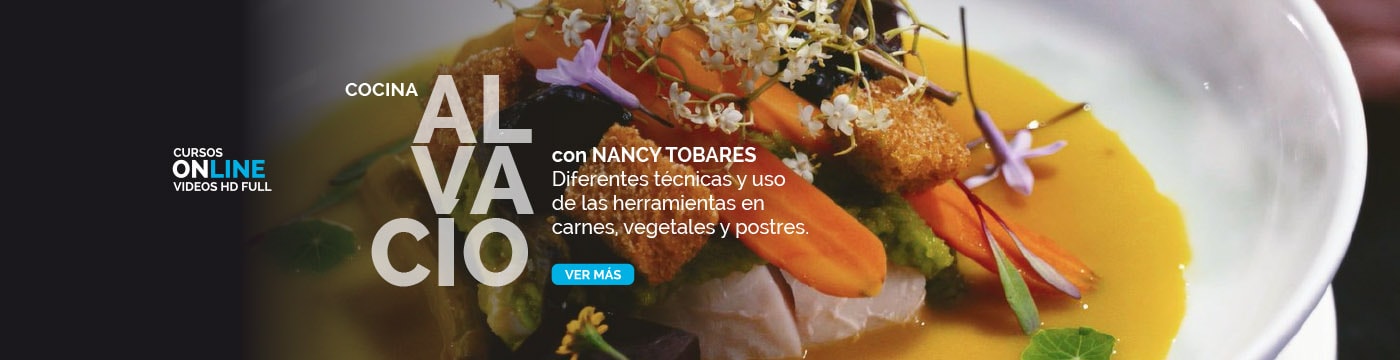 CURSOS
ONLINE
VIDEOS HD FULL
COCINA
AL
VA
CÍO
con NANCY TOBARES
Diferentes técnicas y uso
de las herramientas en
carnes, vegetales y postres.
VER MÁS